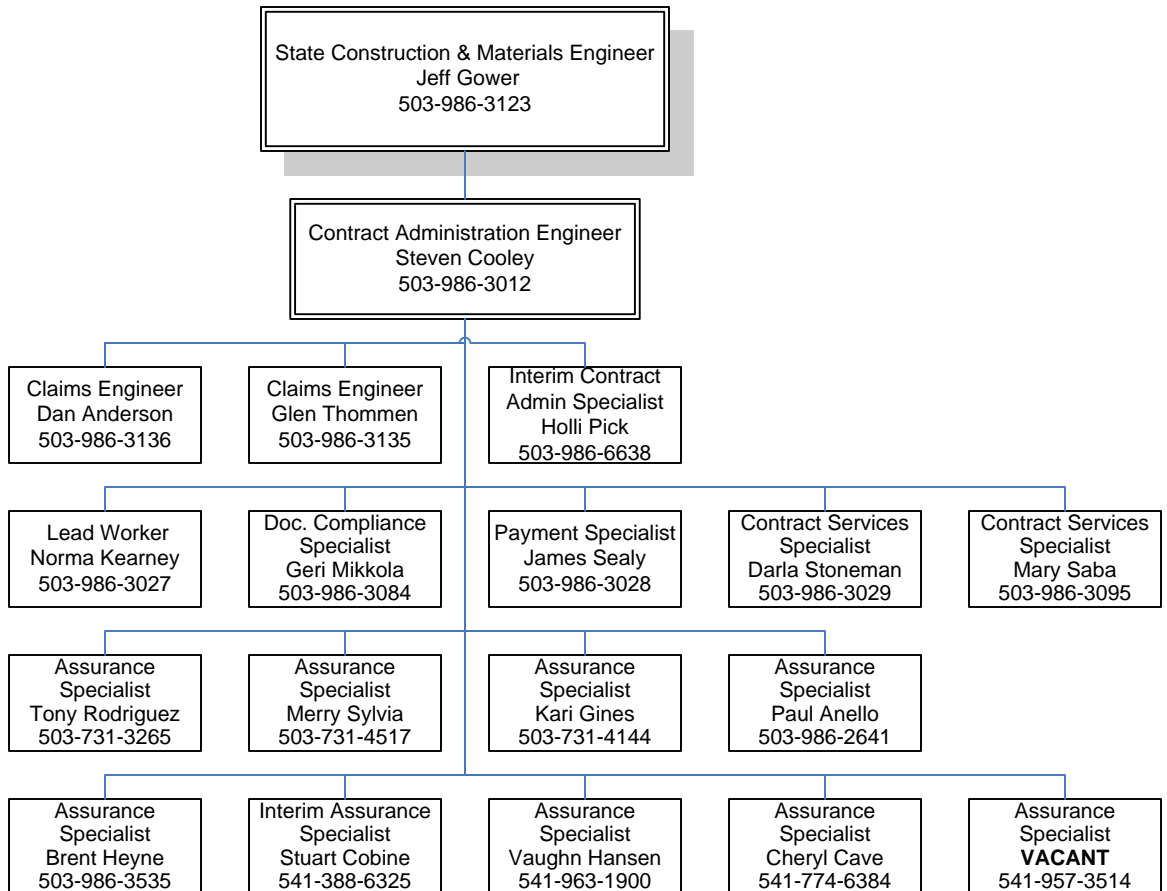 State Construction & Materials Engineer
Jeff Gower
503-986-3123
Contract Administration Engineer
Steven Cooley
503-986-3012
Claims Engineer
Dan Anderson
503-986-3136
Claims Engineer
Glen Thommen
503-986-3135
Interim Contract
Admin Specialist
Holli Pick
503-986-6638
Lead Worker
Norma Kearney
503-986-3027
Doc. Compliance
Specialist
Geri Mikkola
503-986-3084
Payment Specialist
James Sealy
503-986-3028
Contract Services
Specialist
Darla Stoneman
503-986-3029
Contract Services
Specialist
Mary Saba
503-986-3095
Assurance
Specialist
Tony Rodriguez
503-731-3265
Assurance
Specialist
Merry Sylvia
503-731-4517
Assurance
Specialist
Kari Gines
503-731-4144
Assurance
Specialist
Paul Anello
503-986-2641
Assurance
Specialist
Brent Heyne
503-986-3535
Interim Assurance
Specialist
Stuart Cobine
541-388-6325
Assurance
Specialist
Vaughn Hansen
541-963-1900
Assurance
Specialist
Cheryl Cave
541-774-6384
Assurance
Specialist
VACANT
541-957-3514